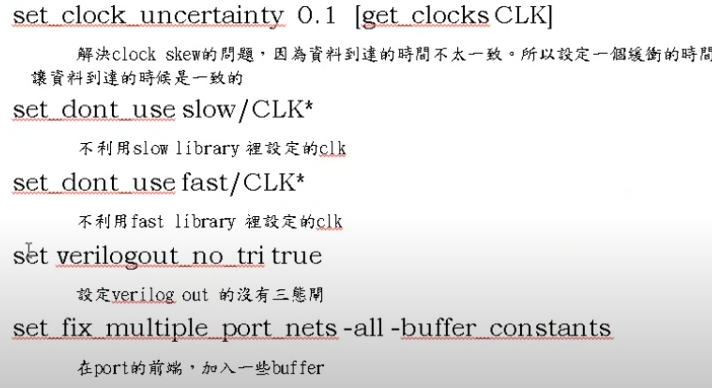 set_clock_uncertainty 0.1 [get_clocks CLK]
解決clock skew的問題，因為資料到達的時間不太一致。所以設定一個緩衝的時間
讓資料到達的時候是一致的
set_dont_use slow/CLK*
不利用slow library 裡設定的clk
set_dont_use fast/CLK*
不利用fast library 裡設定的clk
set verilogout_no_tri true
設定verilog out 的沒有三態閘
set_fix_multiple_port_nets -all -buffer_constants
在port的前端，加入一些buffer